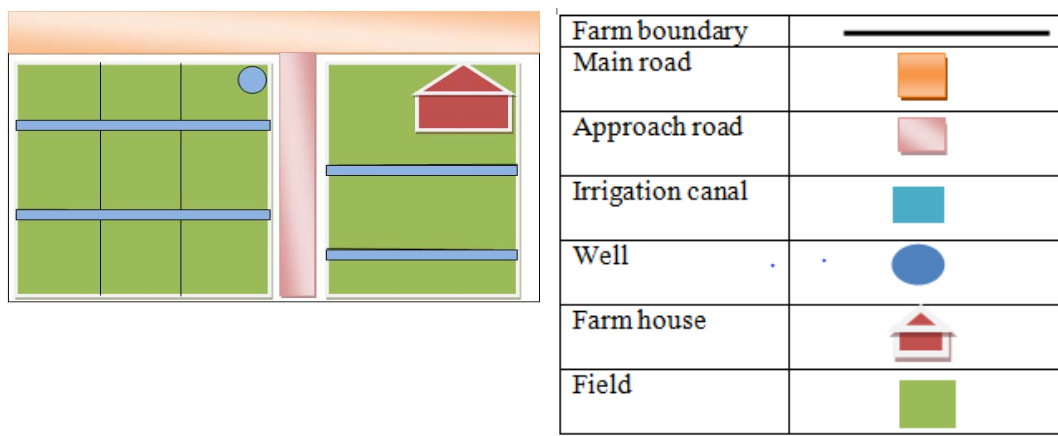 Farm boundary
Main road
Approach road
Irrigation canal
Well
Farm house
Field